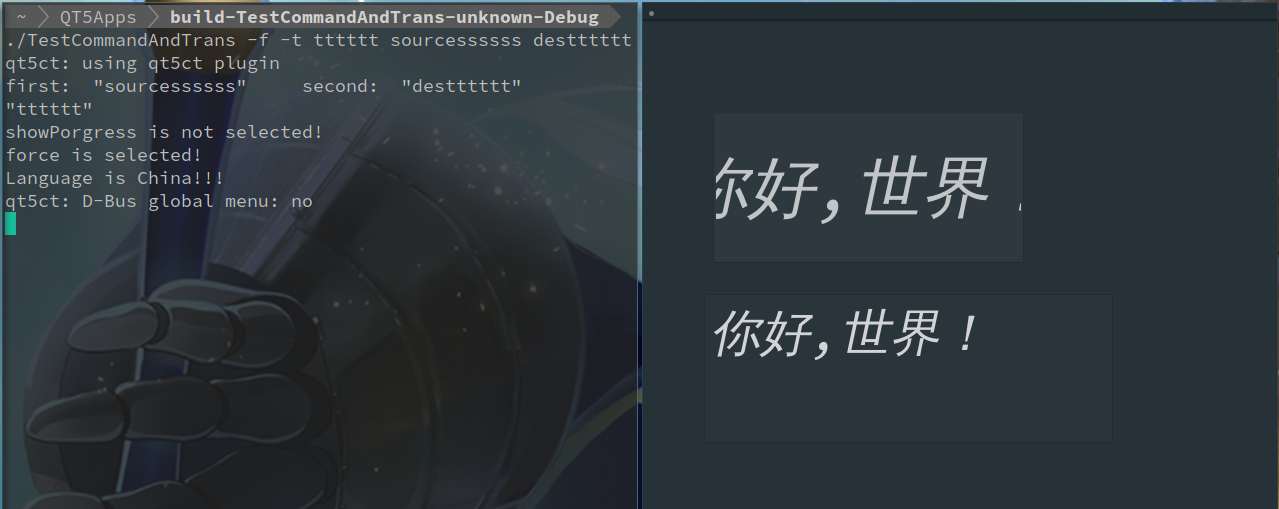 ~ QT5Apps build-TestCommandAndTrans-unknown-Debug
./TestCommandAndTrans -f -t tttttt sourcessssss destttttt
qt5ct: using qt5ct plugin
first:  "sourcessssss"     second:  "destttttt"
"tttttt"
showPorgress is not selected!
force is selected!
Language is China!!!
qt5ct: D-Bus global menu: no
你好,世界！
你好,世界！